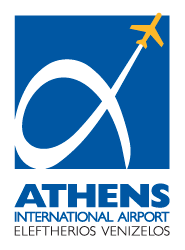 ATHENS
INTERNATIONAL AIRPORT
ELEFTHERIOS VENIZELOS